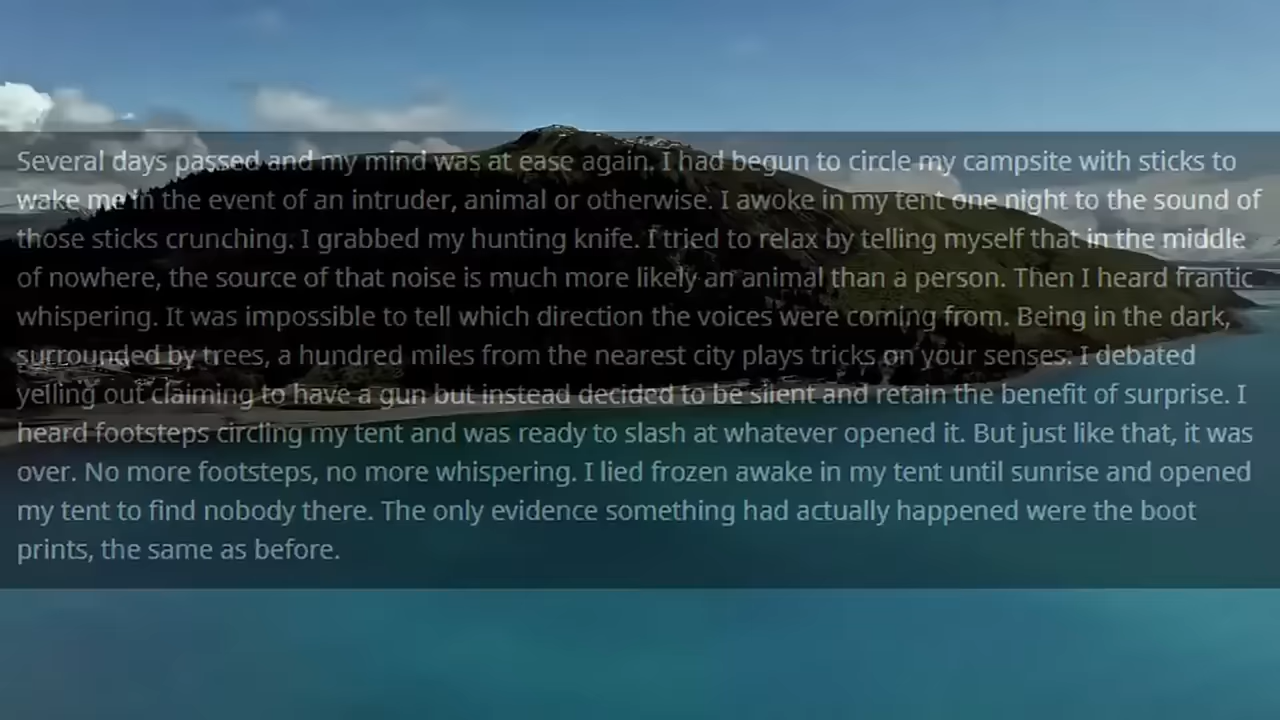 Several days passed and my mind was at ease again. I had begun to circle my campsite with sticks to
wake me in the event of an intruder, animal or otherwise. I awoke in my tent one night to the sound of
those sticks crunching. I grabbed my hunting knife. I tried to relax by telling myself that in the middle
of nowhere, the source of that noise is much more likely an animal than a person. Then I heard frantic
whispering. It was impossible to tell which direction the voices were coming from. Being in the dark,
surrounded by trees, a hundred miles from the nearest city plays tricks on your senses. I debated
yelling out claiming to have a gun but instead decided to be silent and retain the benefit of surprise. I
heard footsteps circling my tent and was ready to slash at whatever opened it. But just like that, it was
over. No more footsteps, no more whispering. I lied frozen awake in my tent until sunrise and opened
my tent to find nobody there. The only evidence something had actually happened were the boot
prints, the same as before.